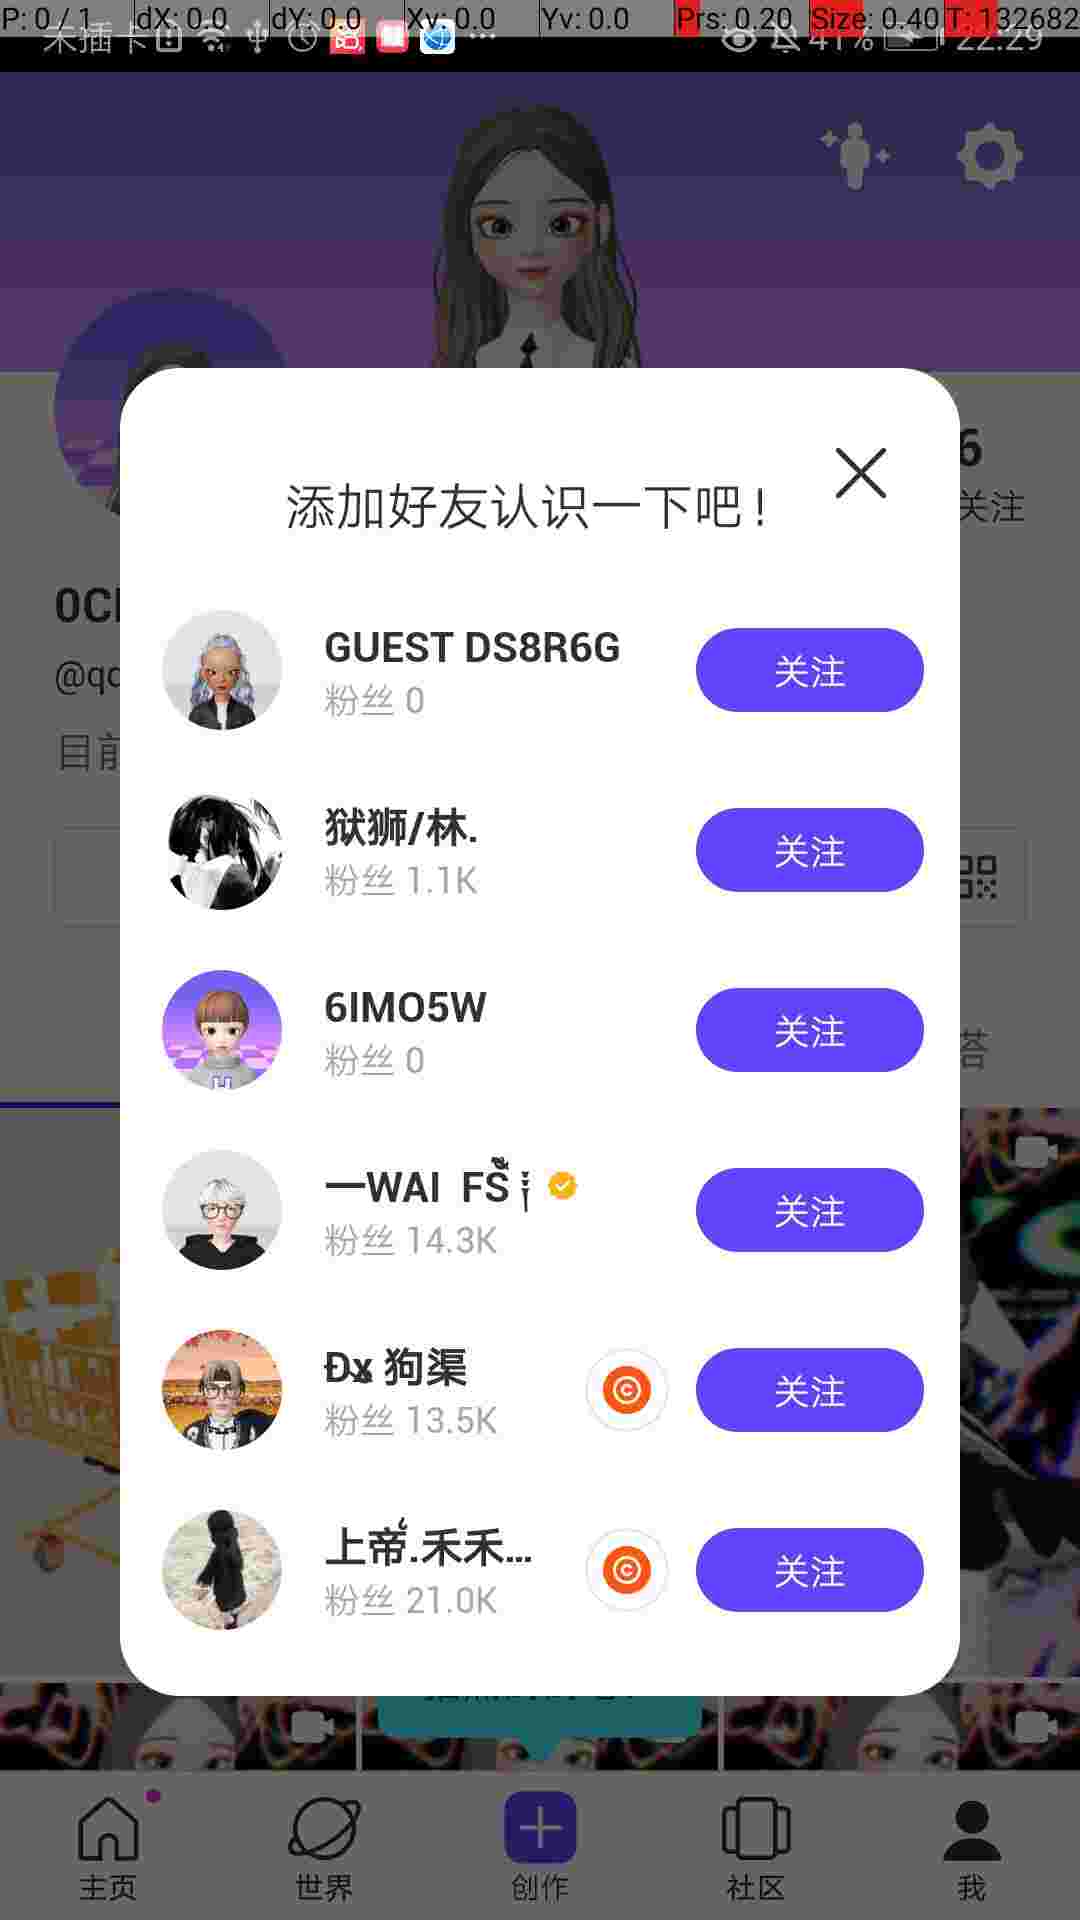 P: 0 / 1 dX: 0.0 dY: 0.0 Xv: 0.0 Yv: 0.0 Prs: 0.20 Size: 0.40 T: 132682
未插卡 41% 22:29
6
关注
添加好友认识一下吧!
0C
@qc
目前
GUEST DS8R6G
粉丝 0
关注
狱狮/林.
粉丝 1.1K
关注
6IMO5W
粉丝 0
关注
答
一WAI FS
粉丝 14.3K
关注
Đx 狗渠
粉丝 13.5K
关注
上帝.禾禾...
粉丝 21.0K
关注
主页
世界
创作
社区
我